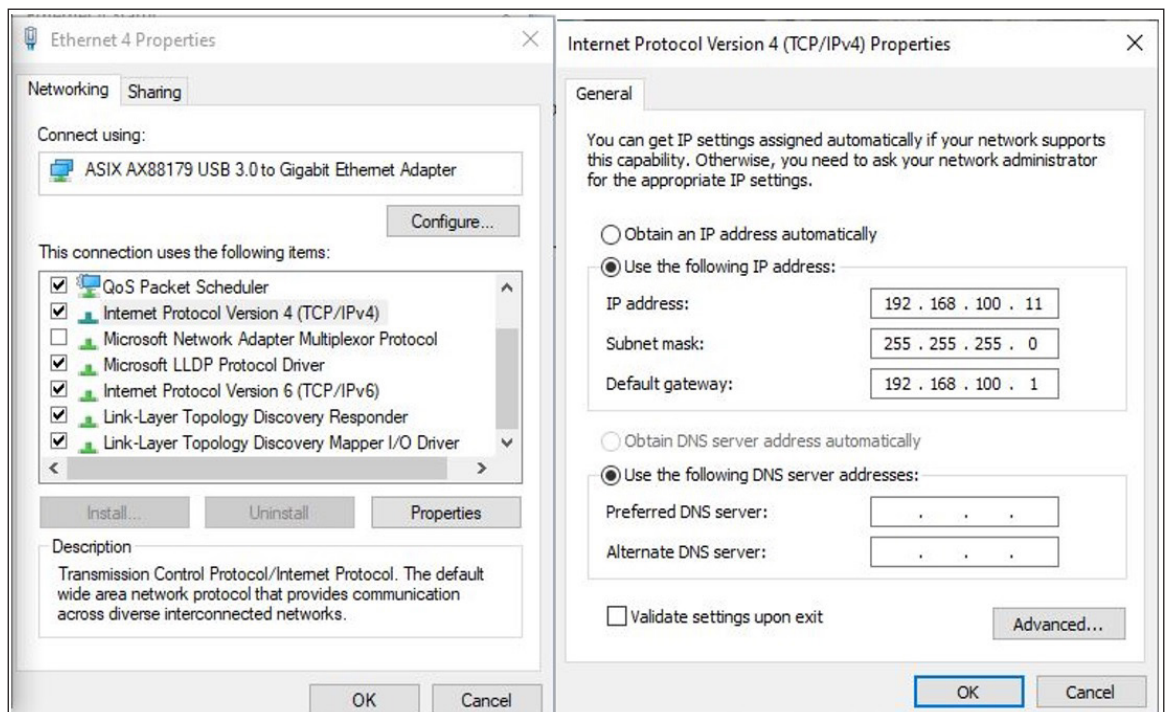 Ethernet 4 Properties
Networking
Sharing
Connect using:
ASIX AX88179 USB 3.0 to Gigabit Ethernet Adapter
Configure...
This connection uses the following items:
QoS Packet Scheduler
Internet Protocol Version 4 (TCP/IPv4)
Microsoft Network Adapter Multiplexor Protocol
Microsoft LLDP Protocol Driver
Internet Protocol Version 6 (TCP/IPv6)
Link-Layer Topology Discovery Responder
Link-Layer Topology Discovery Mapper I/O Driver
Install...
Uninstall
Properties
Description
Transmission Control Protocol/Internet Protocol. The default
wide area network protocol that provides communication
across diverse interconnected networks.
OK
Cancel
Internet Protocol Version 4 (TCP/IPv4) Properties
General
You can get IP settings assigned automatically if your network supports
this capability. Otherwise, you need to ask your network administrator
for the appropriate IP settings.
Obtain an IP address automatically
Use the following IP address:
IP address: 192 . 168 . 100 . 11
Subnet mask: 255 . 255 . 255 . 0
Default gateway: 192 . 168 . 100 . 1
Obtain DNS server address automatically
Use the following DNS server addresses:
Preferred DNS server: . . .
Alternate DNS server: . . .
Validate settings upon exit
Advanced...
OK
Cancel